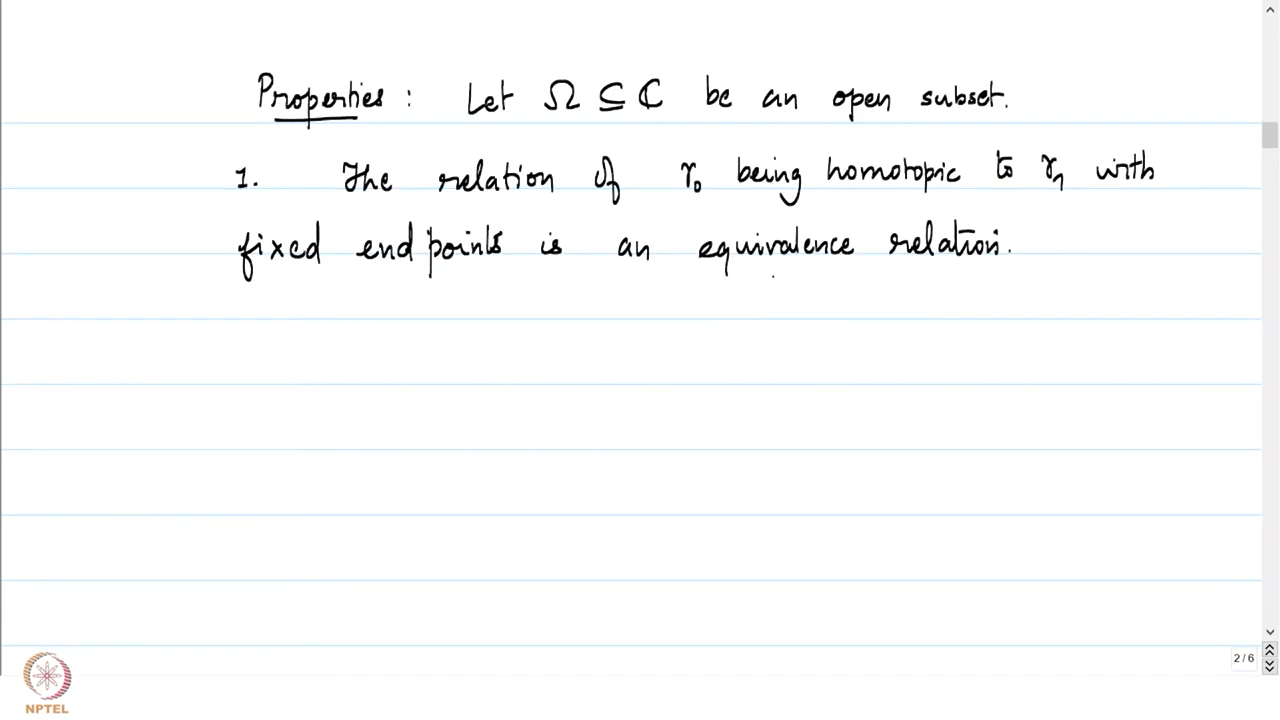 Properties : Let Ω ⊆ ℂ be an open subset.
1. The relation of γ₀ being homotopic to γ₁ with
fixed end points is an equivalence relation.
2/6
NPTEL